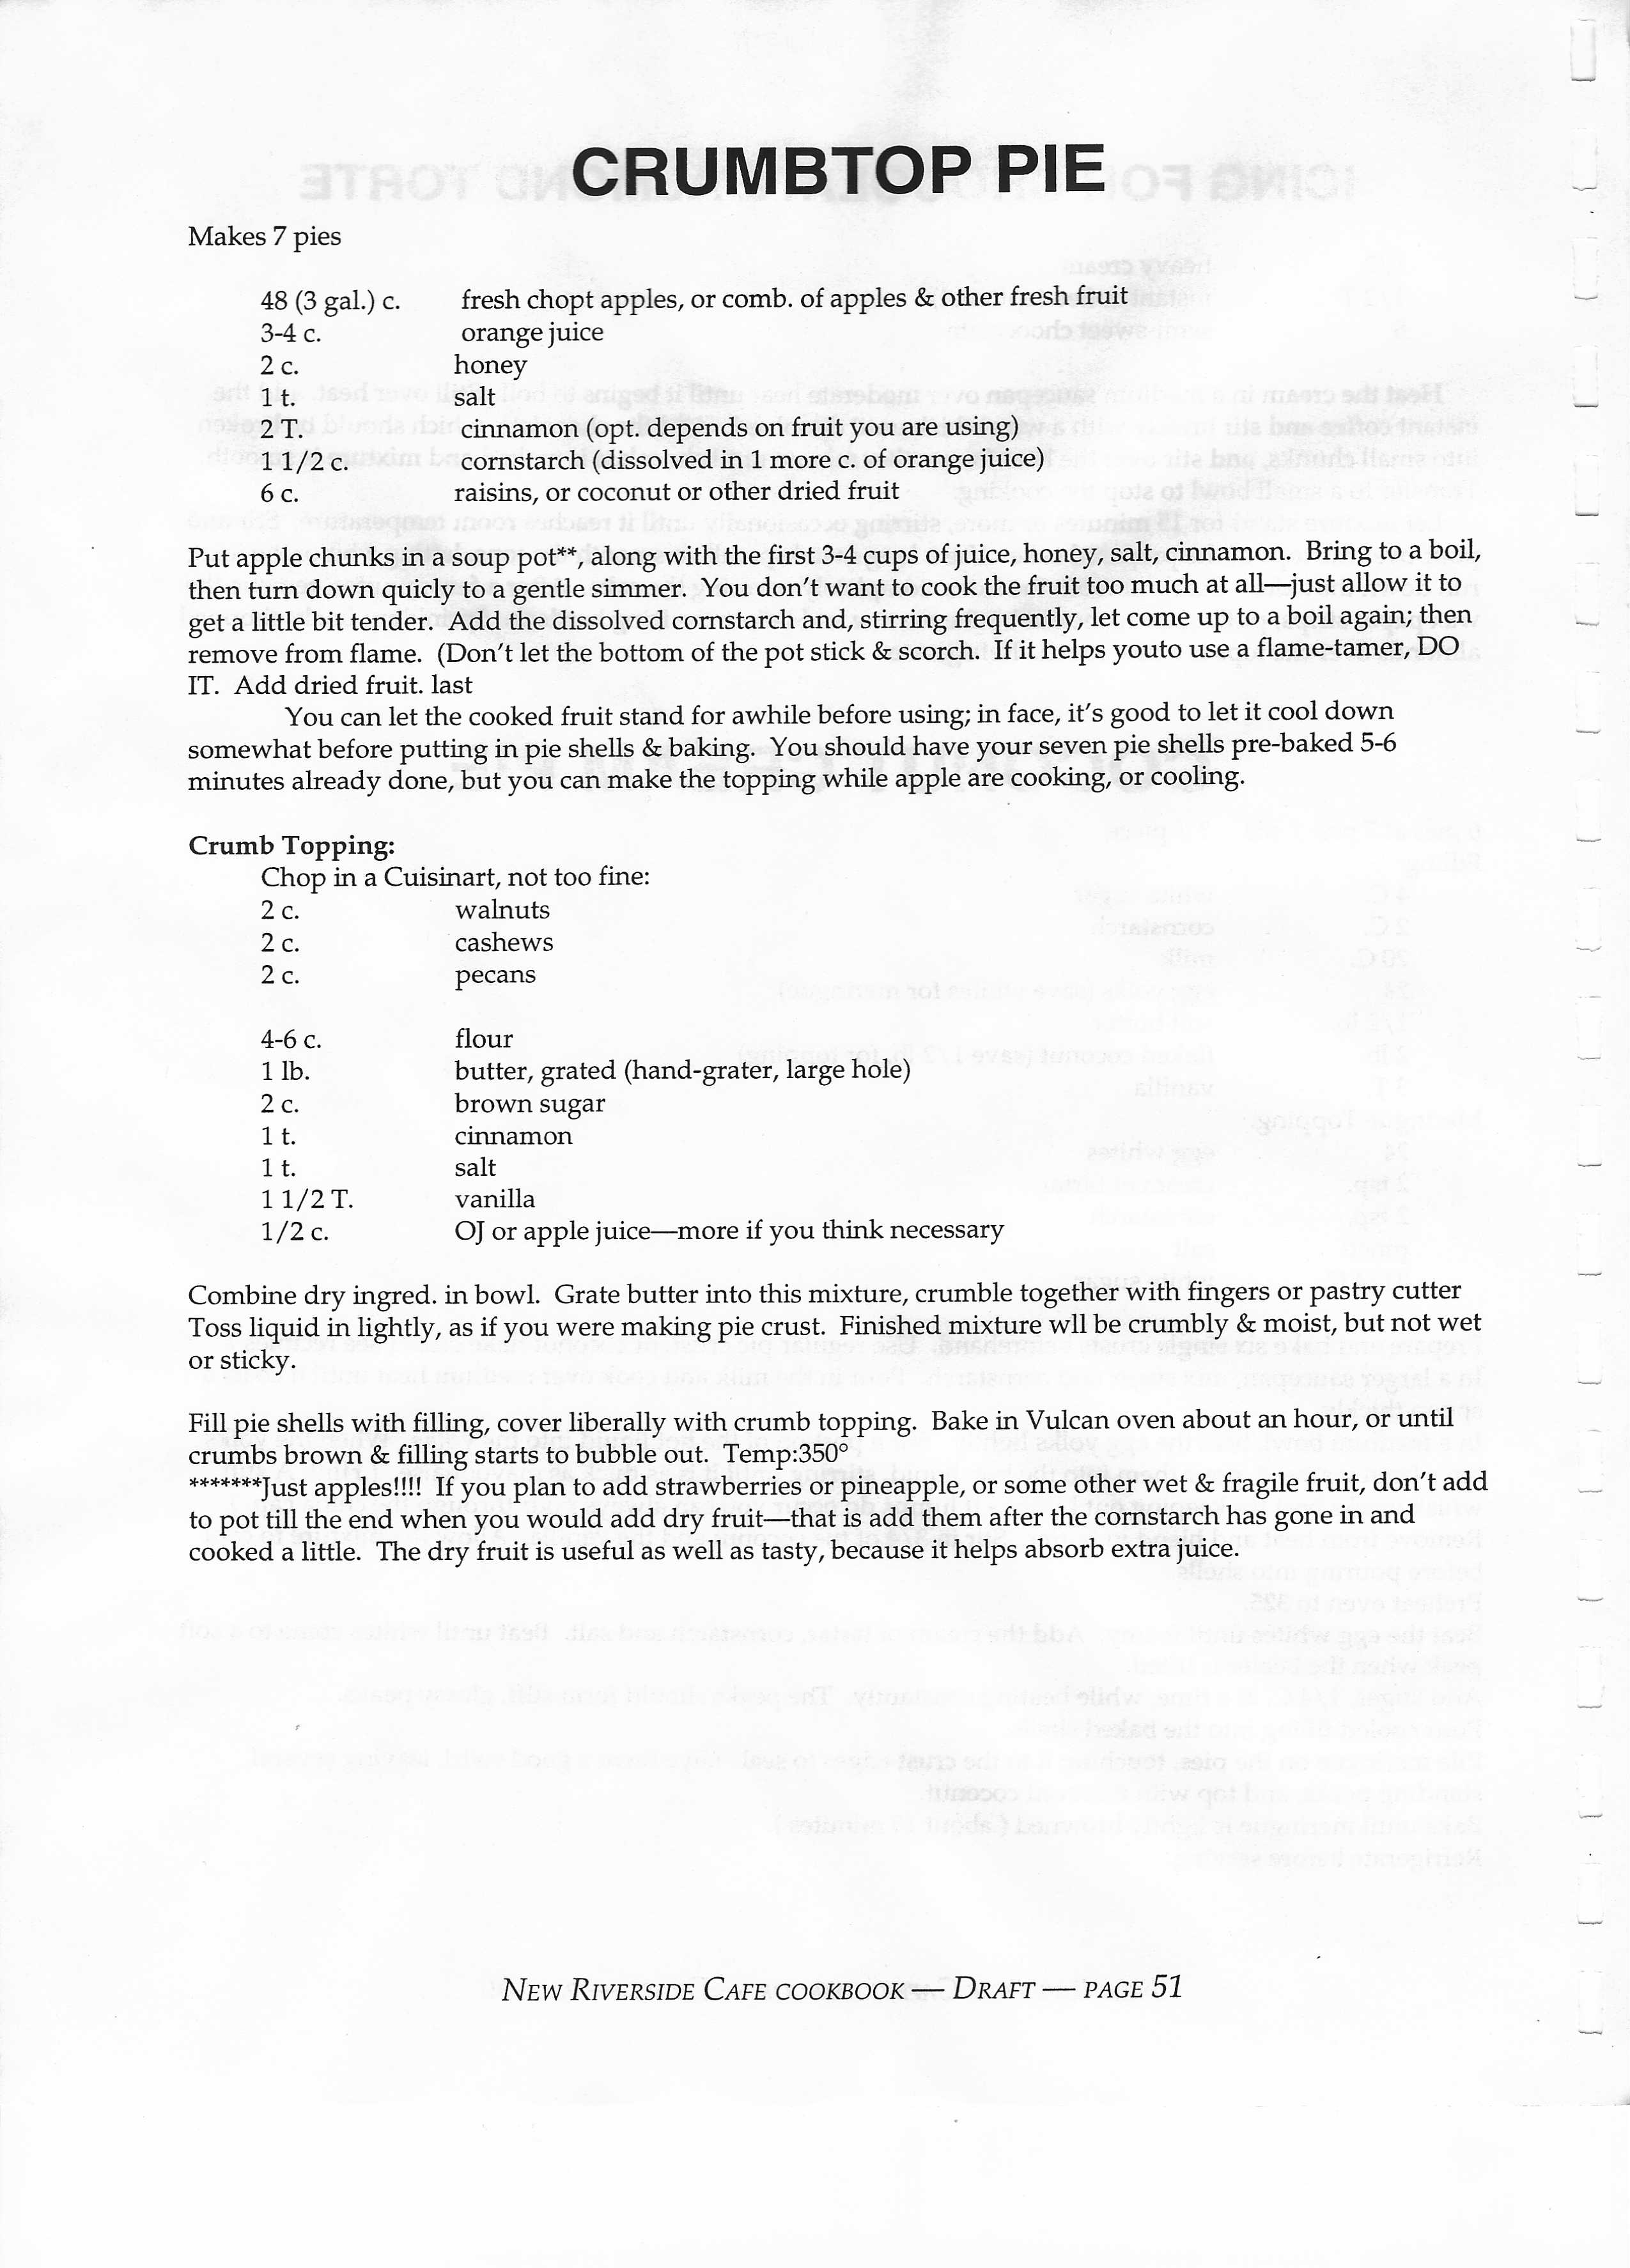 CRUMBTOP PIE
Makes 7 pies
48 (3 gal.) c. fresh chopt apples, or comb. of apples & other fresh fruit
3-4 c. orange juice
2 c. honey
1 t. salt
2 T. cinnamon (opt. depends on fruit you are using)
1 1/2 c. cornstarch (dissolved in 1 more c. of orange juice)
6 c. raisins, or coconut or other dried fruit
Put apple chunks in a soup pot**, along with the first 3-4 cups of juice, honey, salt, cinnamon. Bring to a boil,
then turn down quicly to a gentle simmer. You don't want to cook the fruit too much at all—just allow it to
get a little bit tender. Add the dissolved cornstarch and, stirring frequently, let come up to a boil again; then
remove from flame. (Don't let the bottom of the pot stick & scorch. If it helps youto use a flame-tamer, DO
IT. Add dried fruit. last
You can let the cooked fruit stand for awhile before using; in face, it's good to let it cool down
somewhat before putting in pie shells & baking. You should have your seven pie shells pre-baked 5-6
minutes already done, but you can make the topping while apple are cooking, or cooling.
Crumb Topping:
Chop in a Cuisinart, not too fine:
2 c. walnuts
2 c. cashews
2 c. pecans
4-6 c. flour
1 lb. butter, grated (hand-grater, large hole)
2 c. brown sugar
1 t. cinnamon
1 t. salt
1 1/2 T. vanilla
1/2 c. OJ or apple juice—more if you think necessary
Combine dry ingred. in bowl. Grate butter into this mixture, crumble together with fingers or pastry cutter
Toss liquid in lightly, as if you were making pie crust. Finished mixture wll be crumbly & moist, but not wet
or sticky.
Fill pie shells with filling, cover liberally with crumb topping. Bake in Vulcan oven about an hour, or until
crumbs brown & filling starts to bubble out. Temp:350°
*******Just apples!!!! If you plan to add strawberries or pineapple, or some other wet & fragile fruit, don't add
to pot till the end when you would add dry fruit—that is add them after the cornstarch has gone in and
cooked a little. The dry fruit is useful as well as tasty, because it helps absorb extra juice.
NEW RIVERSIDE CAFE COOKBOOK — DRAFT — PAGE 51